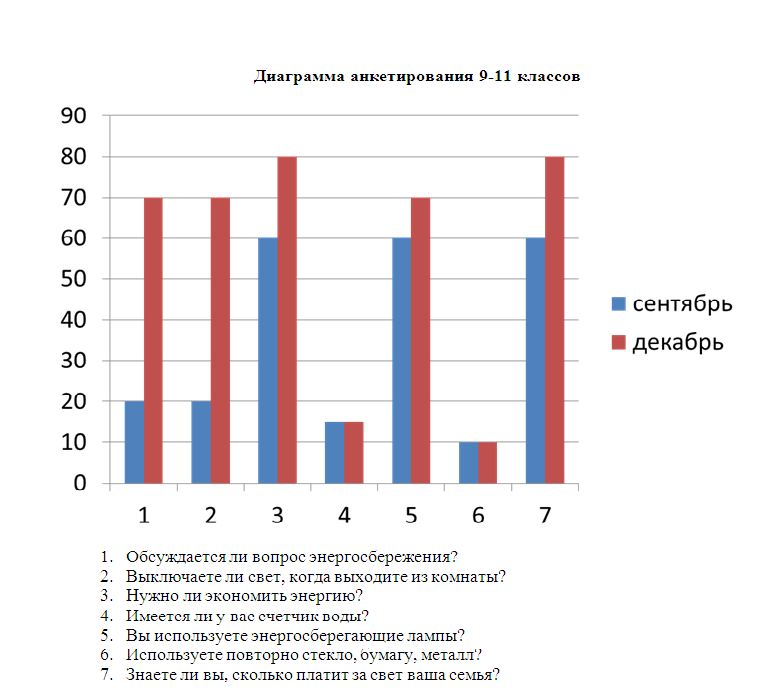 Диаграмма анкетирования 9-11 классов
90
80
70
60
50
40
30
20
10
0
1 2 3 4 5 6 7
сентябрь
декабрь
1. Обсуждается ли вопрос энергосбережения?
2. Выключаете ли свет, когда выходите из комнаты?
3. Нужно ли экономить энергию?
4. Имеется ли у вас счетчик воды?
5. Вы используете энергосберегающие лампы?
6. Используете повторно стекло, бумагу, металл?
7. Знаете ли вы, сколько платит за свет ваша семья?